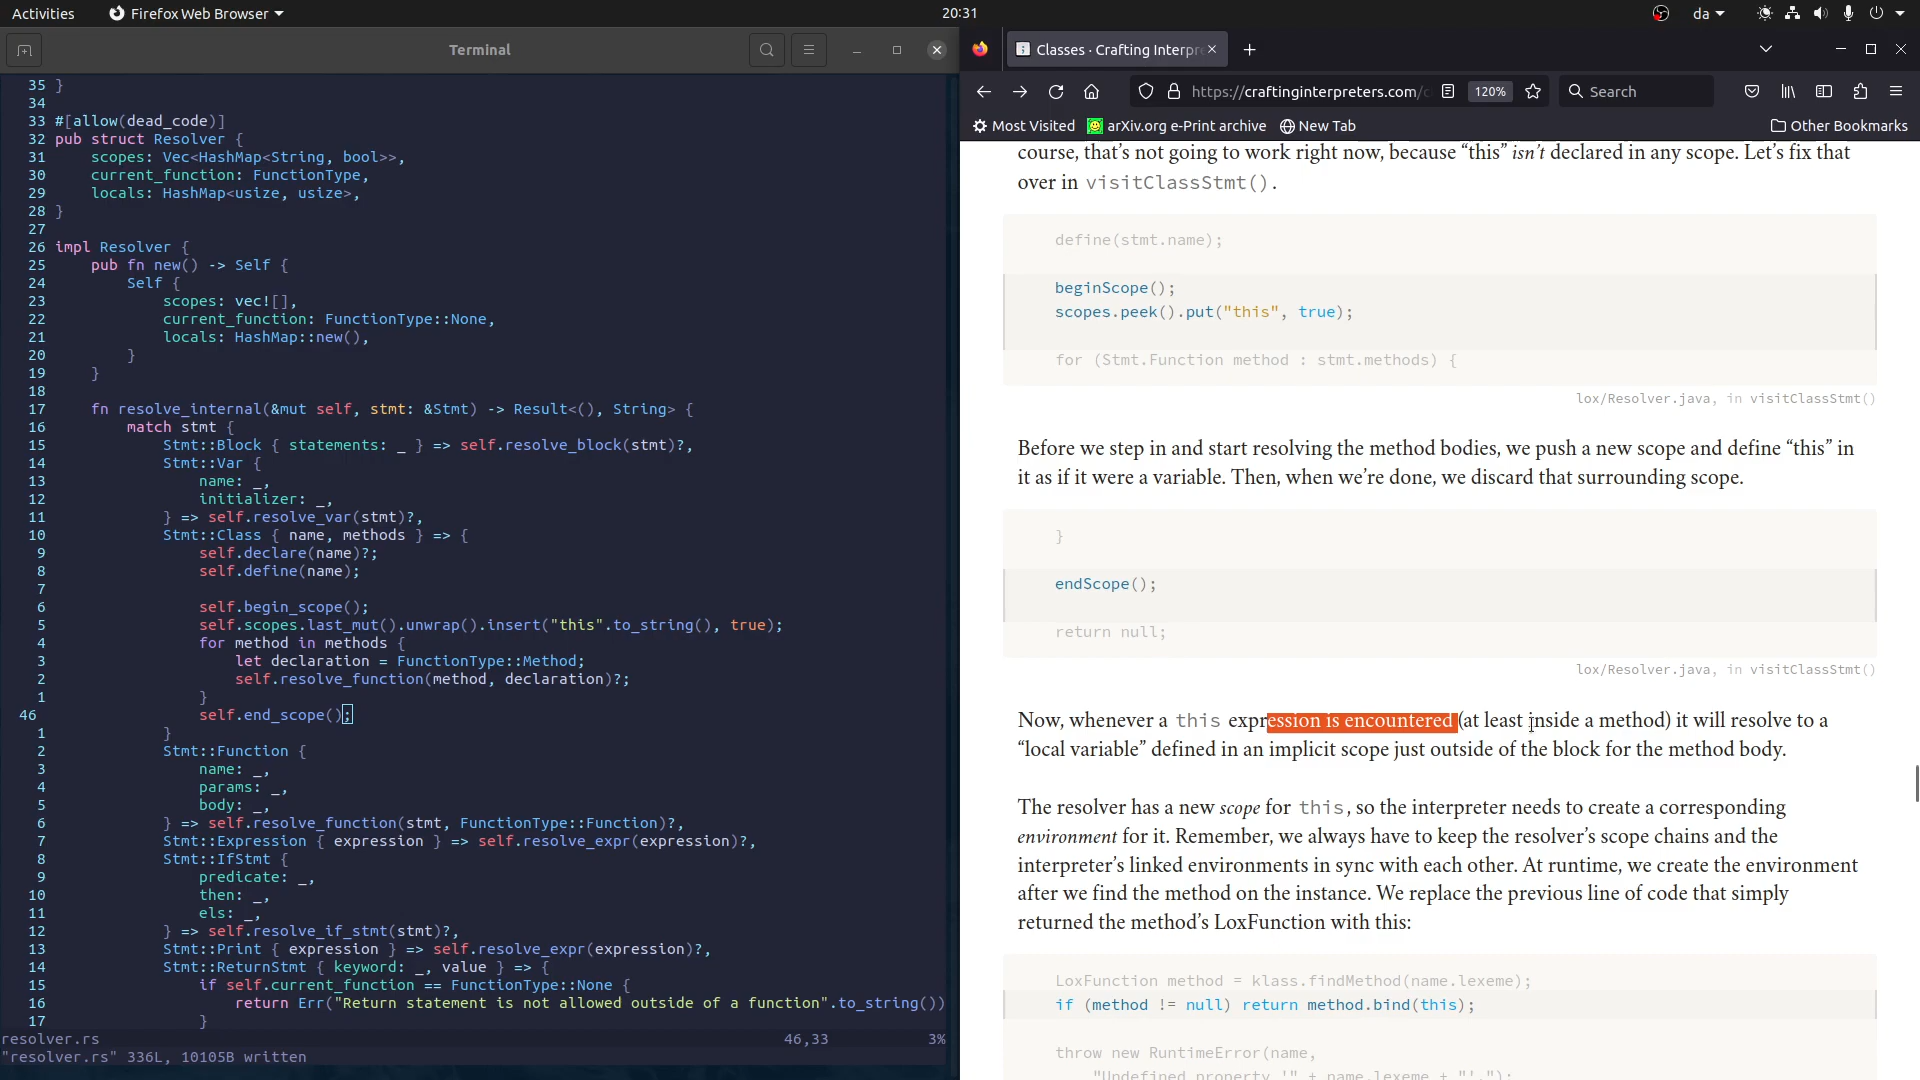 Activities
Firefox Web Browser
20:31
da
Terminal
35 }
34
33 #[allow(dead_code)]
32 pub struct Resolver {
31     scopes: Vec<HashMap<String, bool>>,
30     current_function: FunctionType,
29     locals: HashMap<usize, usize>,
28 }
27
26 impl Resolver {
25     pub fn new() -> Self {
24         Self {
23             scopes: vec![],
22             current_function: FunctionType::None,
21             locals: HashMap::new(),
20         }
19     }
18
17     fn resolve_internal(&mut self, stmt: &Stmt) -> Result<(), String> {
16         match stmt {
15             Stmt::Block { statements: _ } => self.resolve_block(stmt)?,
14             Stmt::Var {
13                 name: _,
12                 initializer: _,
11             } => self.resolve_var(stmt)?,
10             Stmt::Class { name, methods } => {
9                 self.declare(name)?;
8                 self.define(name);
7
6                 self.begin_scope();
5                 self.scopes.last_mut().unwrap().insert("this".to_string(), true);
4                 for method in methods {
3                     let declaration = FunctionType::Method;
2                     self.resolve_function(method, declaration)?;
1                 }
46                 self.end_scope();
1             }
2             Stmt::Function {
3                 name: _,
4                 params: _,
5                 body: _,
6             } => self.resolve_function(stmt, FunctionType::Function)?,
7             Stmt::Expression { expression } => self.resolve_expr(expression)?,
8             Stmt::IfStmt {
9                 predicate: _,
10                 then: _,
11                 els: _,
12             } => self.resolve_if_stmt(stmt)?,
13             Stmt::Print { expression } => self.resolve_expr(expression)?,
14             Stmt::ReturnStmt { keyword: _, value } => {
15                 if self.current_function == FunctionType::None {
16                     return Err("Return statement is not allowed outside of a function".to_string())
17                 }
resolver.rs 46,33 3%
"resolver.rs" 336L, 10105B written
Classes · Crafting Interpre
https://craftinginterpreters.com/c
120%
Search
Most Visited
arXiv.org e-Print archive
New Tab
Other Bookmarks
course, that's not going to work right now, because “this” isn't declared in any scope. Let's fix that
over in visitClassStmt().
define(stmt.name);
beginScope();
scopes.peek().put("this", true);
for (Stmt.Function method : stmt.methods) {
lox/Resolver.java, in visitClassStmt()
Before we step in and start resolving the method bodies, we push a new scope and define “this” in
it as if it were a variable. Then, when we're done, we discard that surrounding scope.
}
endScope();
return null;
lox/Resolver.java, in visitClassStmt()
Now, whenever a this expression is encountered (at least inside a method) it will resolve to a
“local variable” defined in an implicit scope just outside of the block for the method body.
The resolver has a new scope for this, so the interpreter needs to create a corresponding
environment for it. Remember, we always have to keep the resolver's scope chains and the
interpreter's linked environments in sync with each other. At runtime, we create the environment
after we find the method on the instance. We replace the previous line of code that simply
returned the method's LoxFunction with this:
LoxFunction method = klass.findMethod(name.lexeme);
if (method != null) return method.bind(this);
throw new RuntimeError(name,
"Undefined property '" + name.lexeme + "'.");